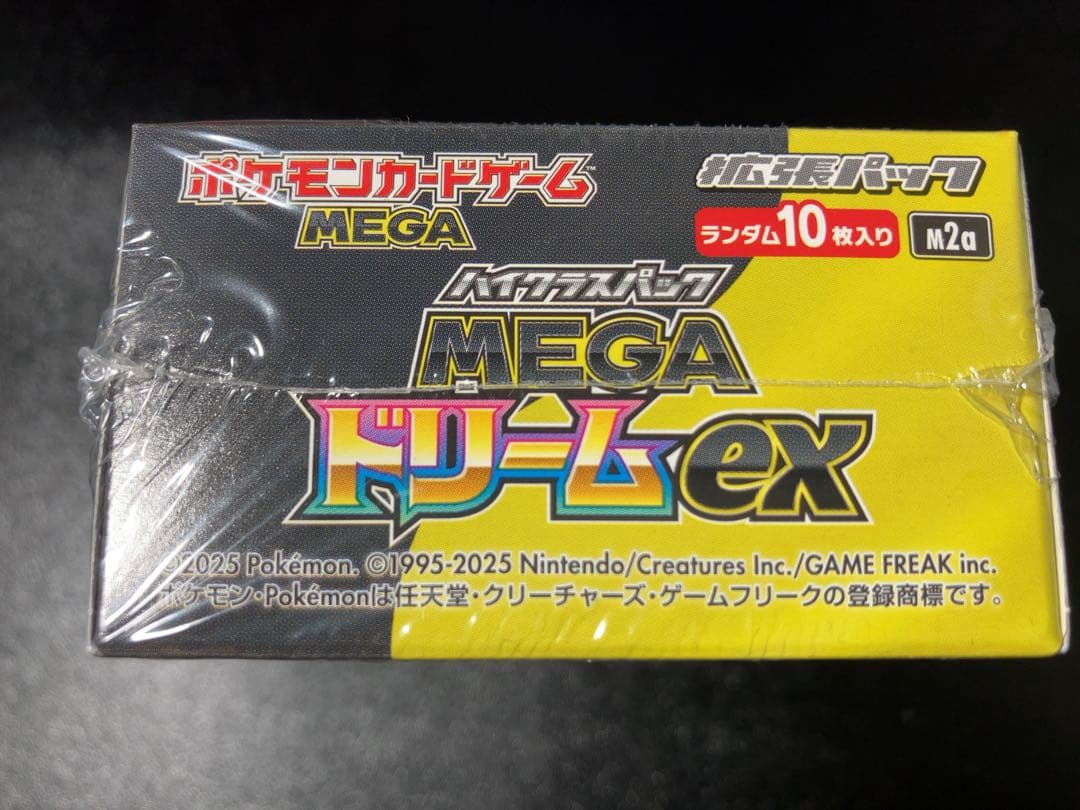 ポケモンカードゲーム™
MEGA
拡張パック
ランダム10枚入り
M2a
ハイクラスパック
MEGA
ドリームex
©2025 Pokémon. ©1995-2025 Nintendo/Creatures Inc./GAME FREAK inc.
ポケモン・Pokémonは任天堂・クリーチャーズ・ゲームフリークの登録商標です。